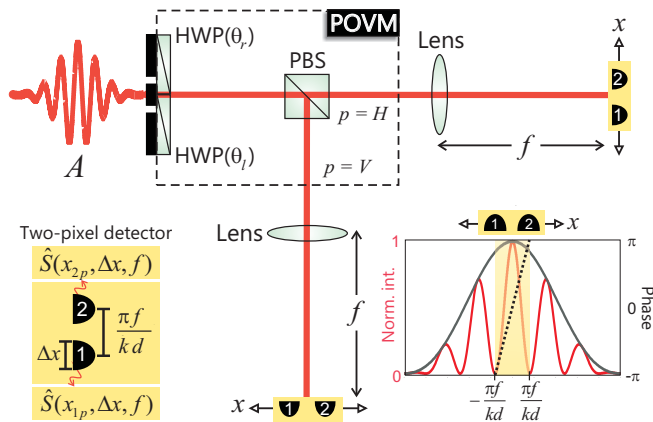 HWP(θr)
POVM
Lens
x
PBS
2
1
p = H
A
HWP(θl)
f
p = V
Two-pixel detector
Ŝ(x2p, Δx, f)
2
πf
kd
Δx
1
Ŝ(x1p, Δx, f)
Lens
f
x
1
2
1
2
x
Norm. int.
1
0
π
0
-π
Phase
- πf
kd
πf
kd